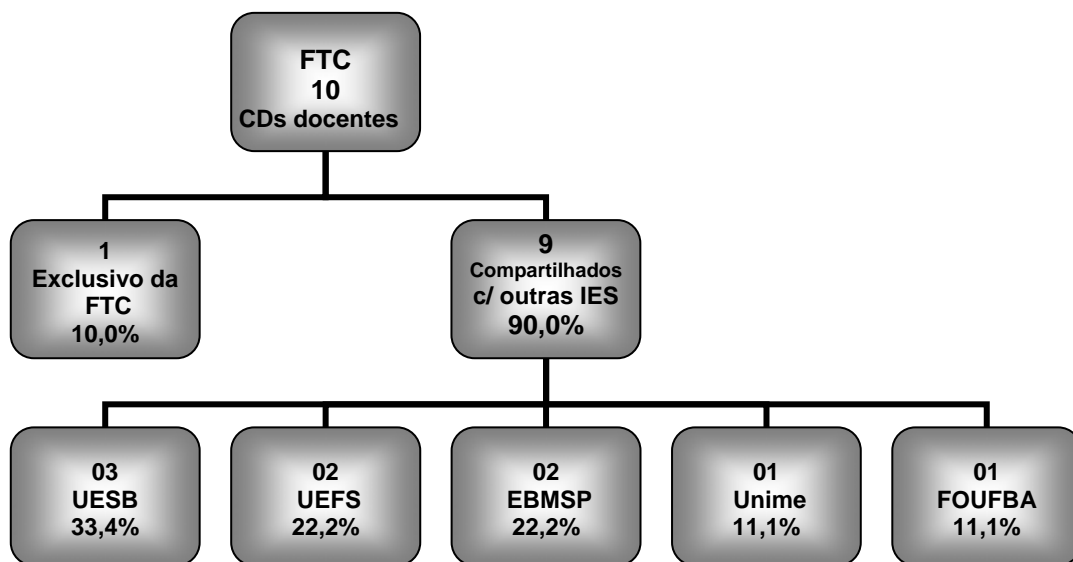 FTC
10
CDs docentes
1
Exclusivo da
FTC
10,0%
9
Compartilhados
c/ outras IES
90,0%
03
UESB
33,4%
02
UEFS
22,2%
02
EBMSP
22,2%
01
Unime
11,1%
01
FOUFBA
11,1%